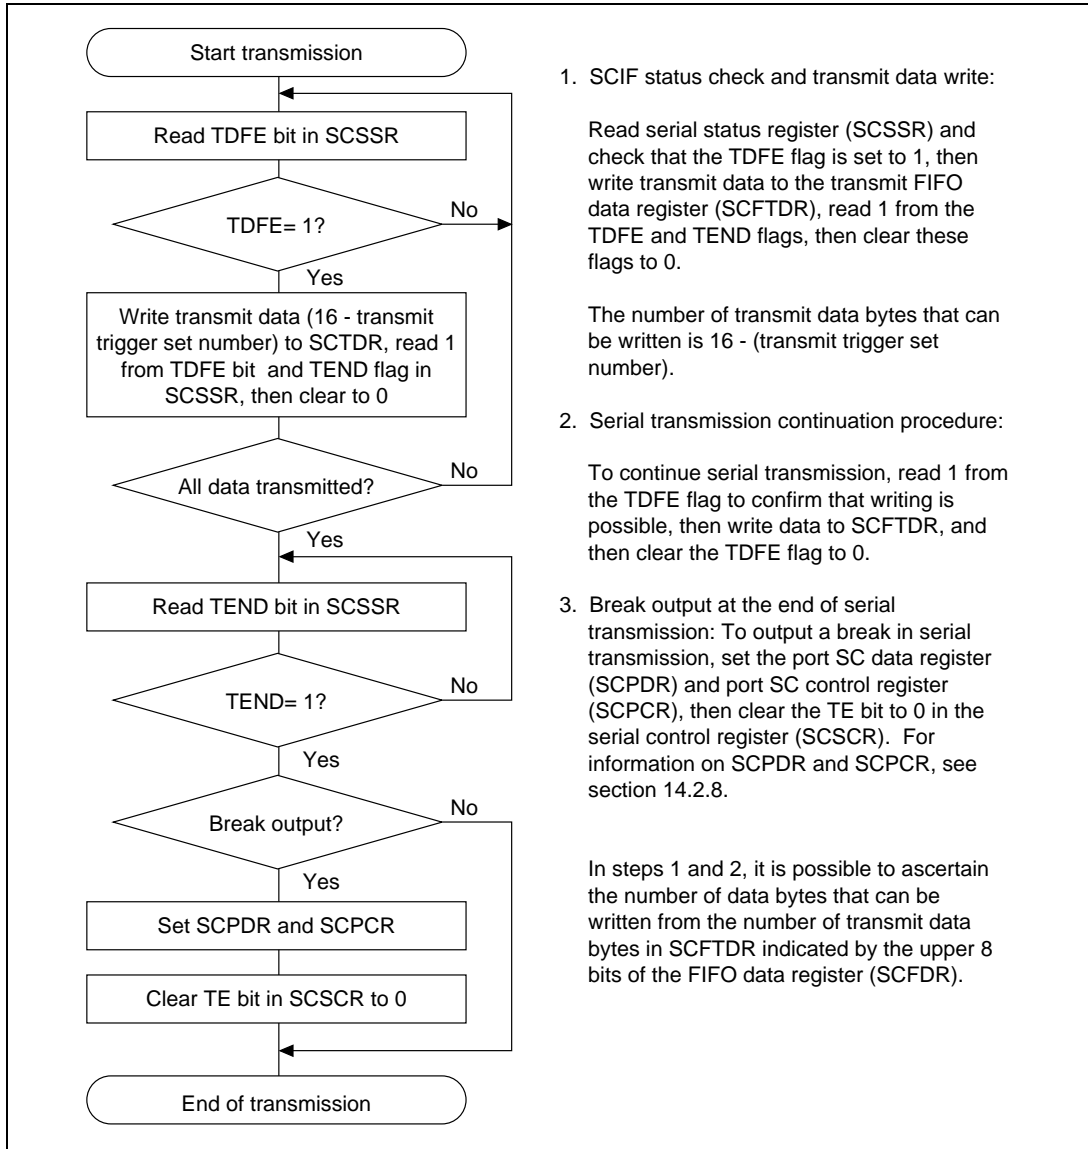 Start transmission
Read TDFE bit in SCSSR
TDFE= 1?
No
Yes
Write transmit data (16 - transmit
trigger set number) to SCTDR, read 1
from TDFE bit  and TEND flag in
SCSSR, then clear to 0
All data transmitted?
No
Yes
Read TEND bit in SCSSR
TEND= 1?
No
Yes
Break output?
No
Yes
Set SCPDR and SCPCR
Clear TE bit in SCSCR to 0
End of transmission
1. SCIF status check and transmit data write:
Read serial status register (SCSSR) and
check that the TDFE flag is set to 1, then
write transmit data to the transmit FIFO
data register (SCFTDR), read 1 from the
TDFE and TEND flags, then clear these
flags to 0.
The number of transmit data bytes that can
be written is 16 - (transmit trigger set
number).
2. Serial transmission continuation procedure:
To continue serial transmission, read 1 from
the TDFE flag to confirm that writing is
possible, then write data to SCFTDR, and
then clear the TDFE flag to 0.
3. Break output at the end of serial
transmission: To output a break in serial
transmission, set the port SC data register
(SCPDR) and port SC control register
(SCPCR), then clear the TE bit to 0 in the
serial control register (SCSCR).  For
information on SCPDR and SCPCR, see
section 14.2.8.
In steps 1 and 2, it is possible to ascertain
the number of data bytes that can be
written from the number of transmit data
bytes in SCFTDR indicated by the upper 8
bits of the FIFO data register (SCFDR).